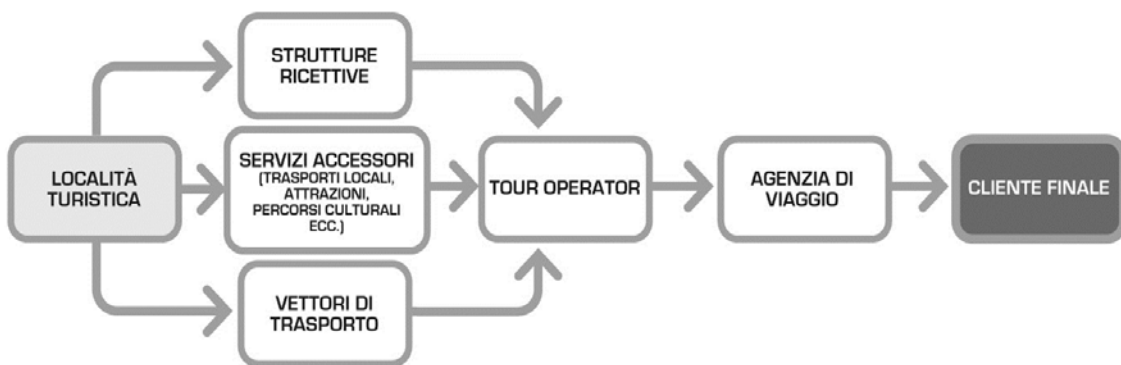 STRUTTURE
RICETTIVE
LOCALITÀ
TURISTICA
SERVIZI ACCESSORI
(TRASPORTI LOCALI,
ATTRAZIONI,
PERCORSI CULTURALI
ECC.)
VETTORI DI
TRASPORTO
TOUR OPERATOR
AGENZIA DI
VIAGGIO
CLIENTE FINALE